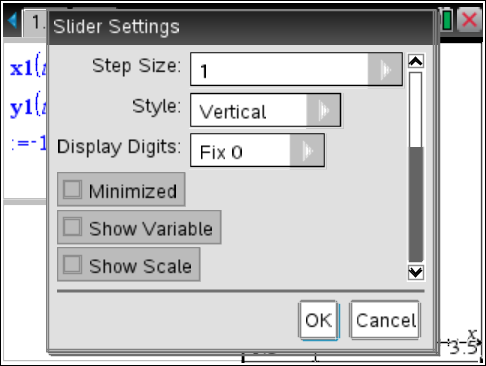 1.
Slider Settings
x1(
Step Size: 1
y1(
Style: Vertical
:=-1
Display Digits: Fix 0
Minimized
Show Variable
Show Scale
OK Cancel
x
3.5